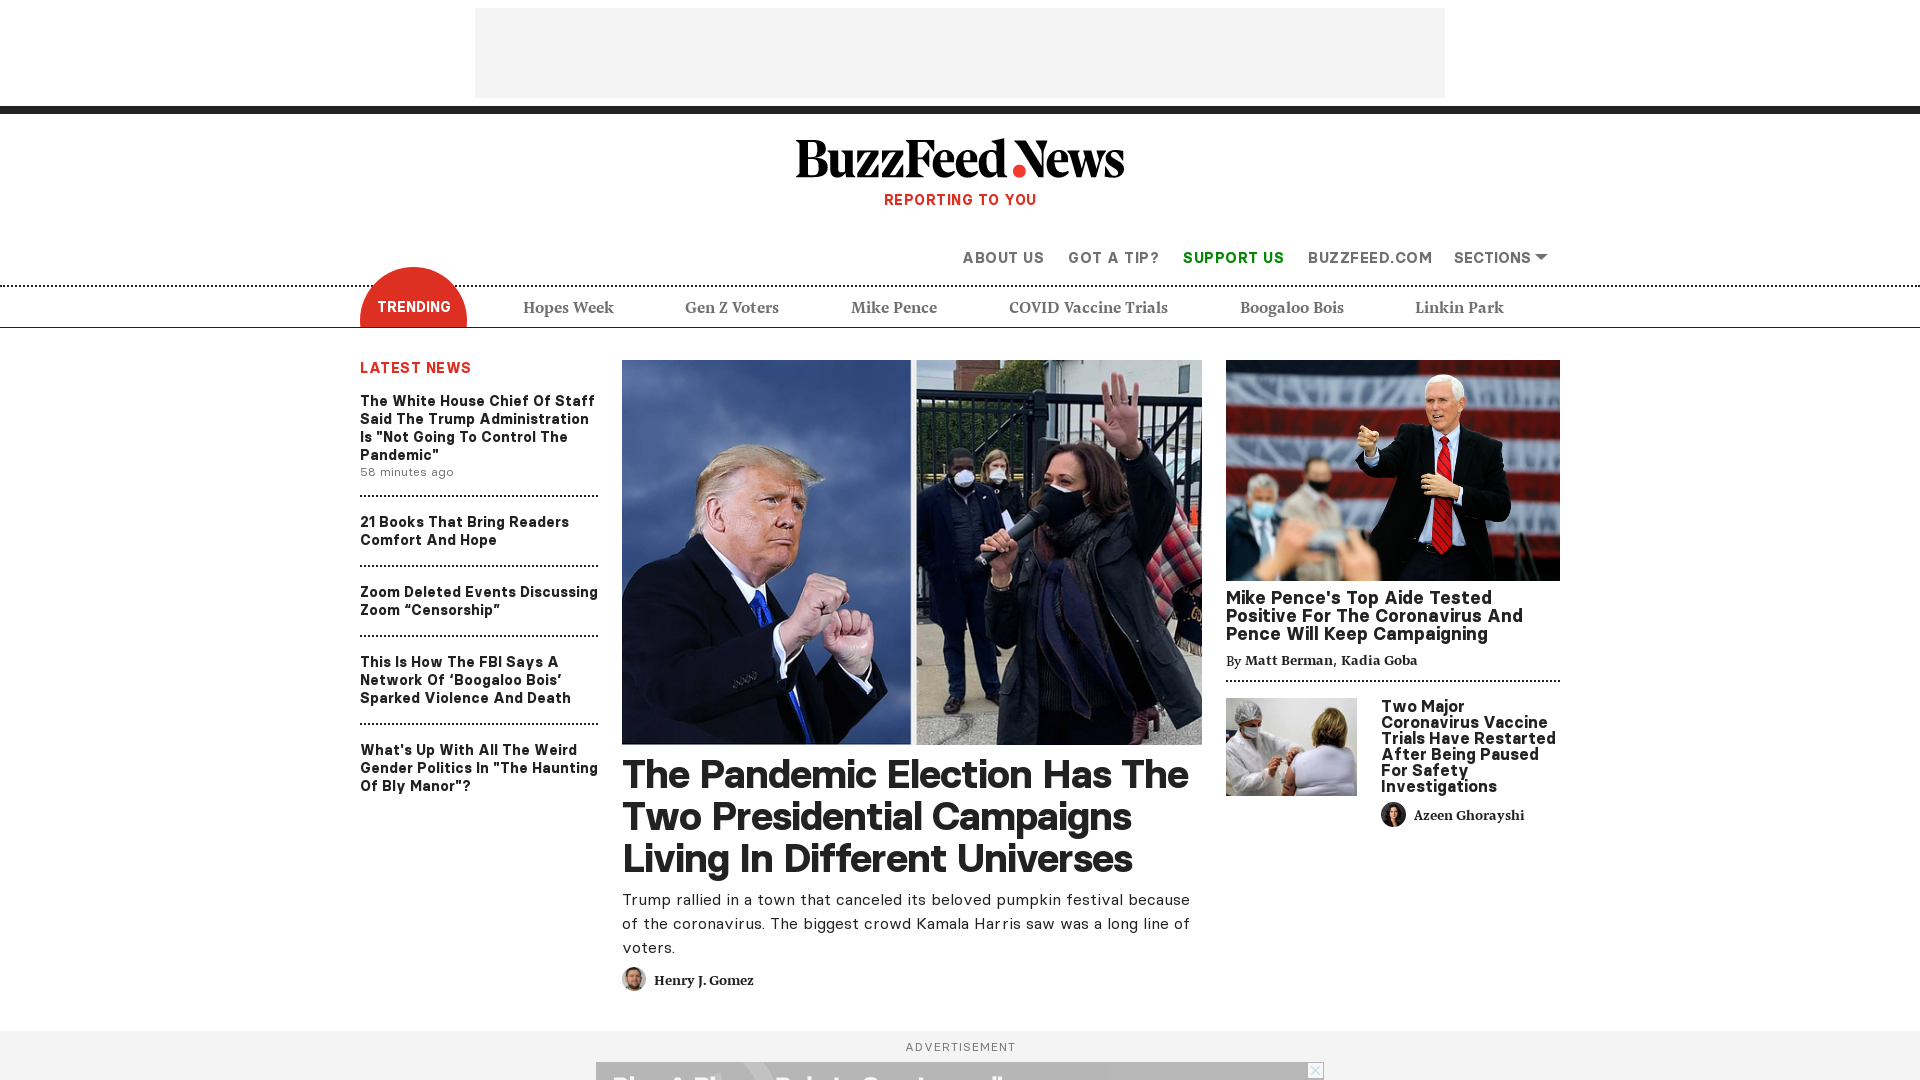 BuzzFeed News
REPORTING TO YOU
ABOUT US
GOT A TIP?
SUPPORT US
BUZZFEED.COM
SECTIONS
TRENDING
Hopes Week
Gen Z Voters
Mike Pence
COVID Vaccine Trials
Boogaloo Bois
Linkin Park
LATEST NEWS
The White House Chief Of Staff
Said The Trump Administration
Is "Not Going To Control The
Pandemic"
58 minutes ago
21 Books That Bring Readers
Comfort And Hope
Zoom Deleted Events Discussing
Zoom “Censorship”
This Is How The FBI Says A
Network Of ‘Boogaloo Bois’
Sparked Violence And Death
What's Up With All The Weird
Gender Politics In "The Haunting
Of Bly Manor"?
The Pandemic Election Has The
Two Presidential Campaigns
Living In Different Universes
Trump rallied in a town that canceled its beloved pumpkin festival because
of the coronavirus. The biggest crowd Kamala Harris saw was a long line of
voters.
Henry J. Gomez
Mike Pence's Top Aide Tested
Positive For The Coronavirus And
Pence Will Keep Campaigning
By Matt Berman, Kadia Goba
Two Major
Coronavirus Vaccine
Trials Have Restarted
After Being Paused
For Safety
Investigations
Azeen Ghorayshi
ADVERTISEMENT